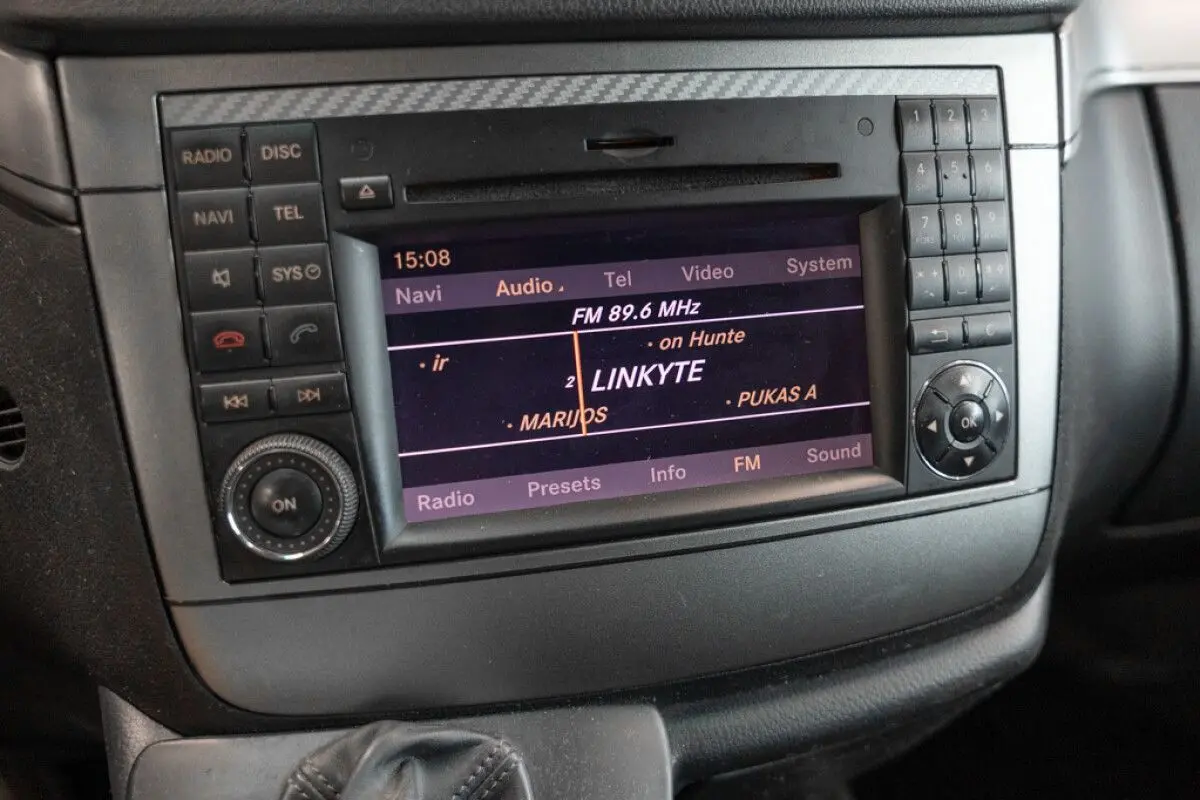 RADIO DISC
NAVI TEL
SYS
ON
15:08
Navi Audio Tel Video System
FM 89.6 MHz
· ir · on Hunte
2 LINKYTE
· MARIJOS · PUKAS A
Radio Presets Info FM Sound
1 2 3
4 5 6
7 8 9
* +
C
OK